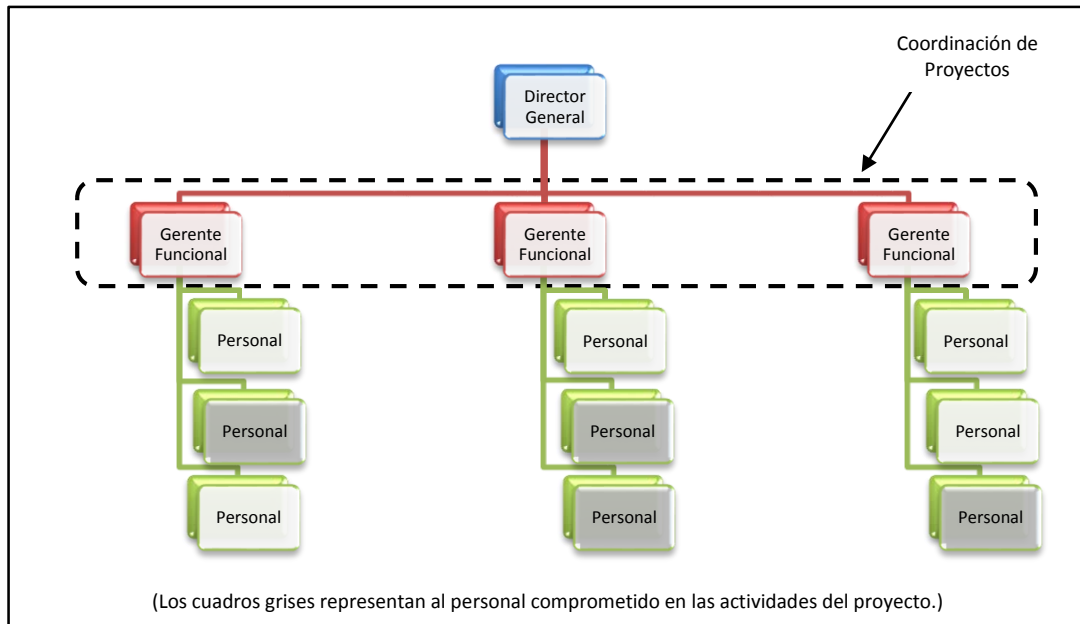 Coordinación de
Proyectos
Director
General
Gerente
Funcional
Gerente
Funcional
Gerente
Funcional
Personal
Personal
Personal
Personal
Personal
Personal
Personal
Personal
Personal
(Los cuadros grises representan al personal comprometido en las actividades del proyecto.)